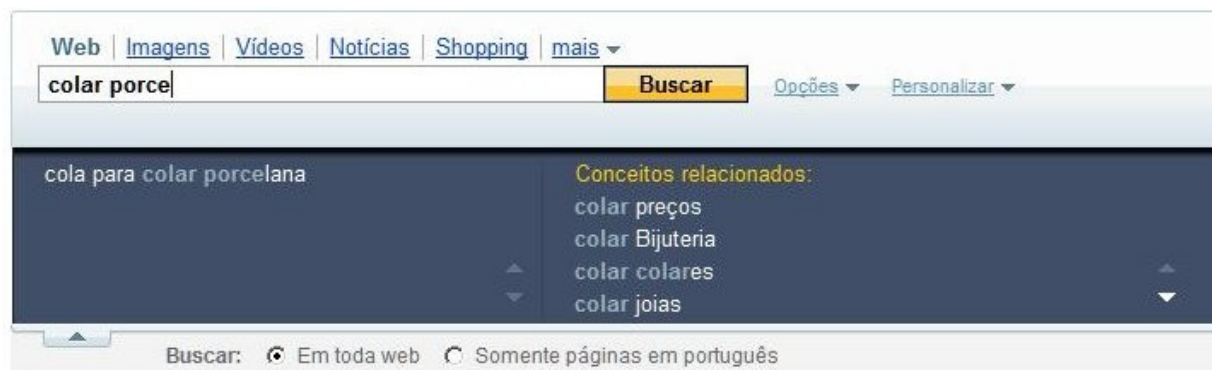 Web | Imagens | Vídeos | Notícias | Shopping | mais
colar porce Buscar Opções Personalizar
cola para colar porcelana
Conceitos relacionados:
colar preços
colar Bijuteria
colar colares
colar joias
Buscar: Em toda web Somente páginas em português